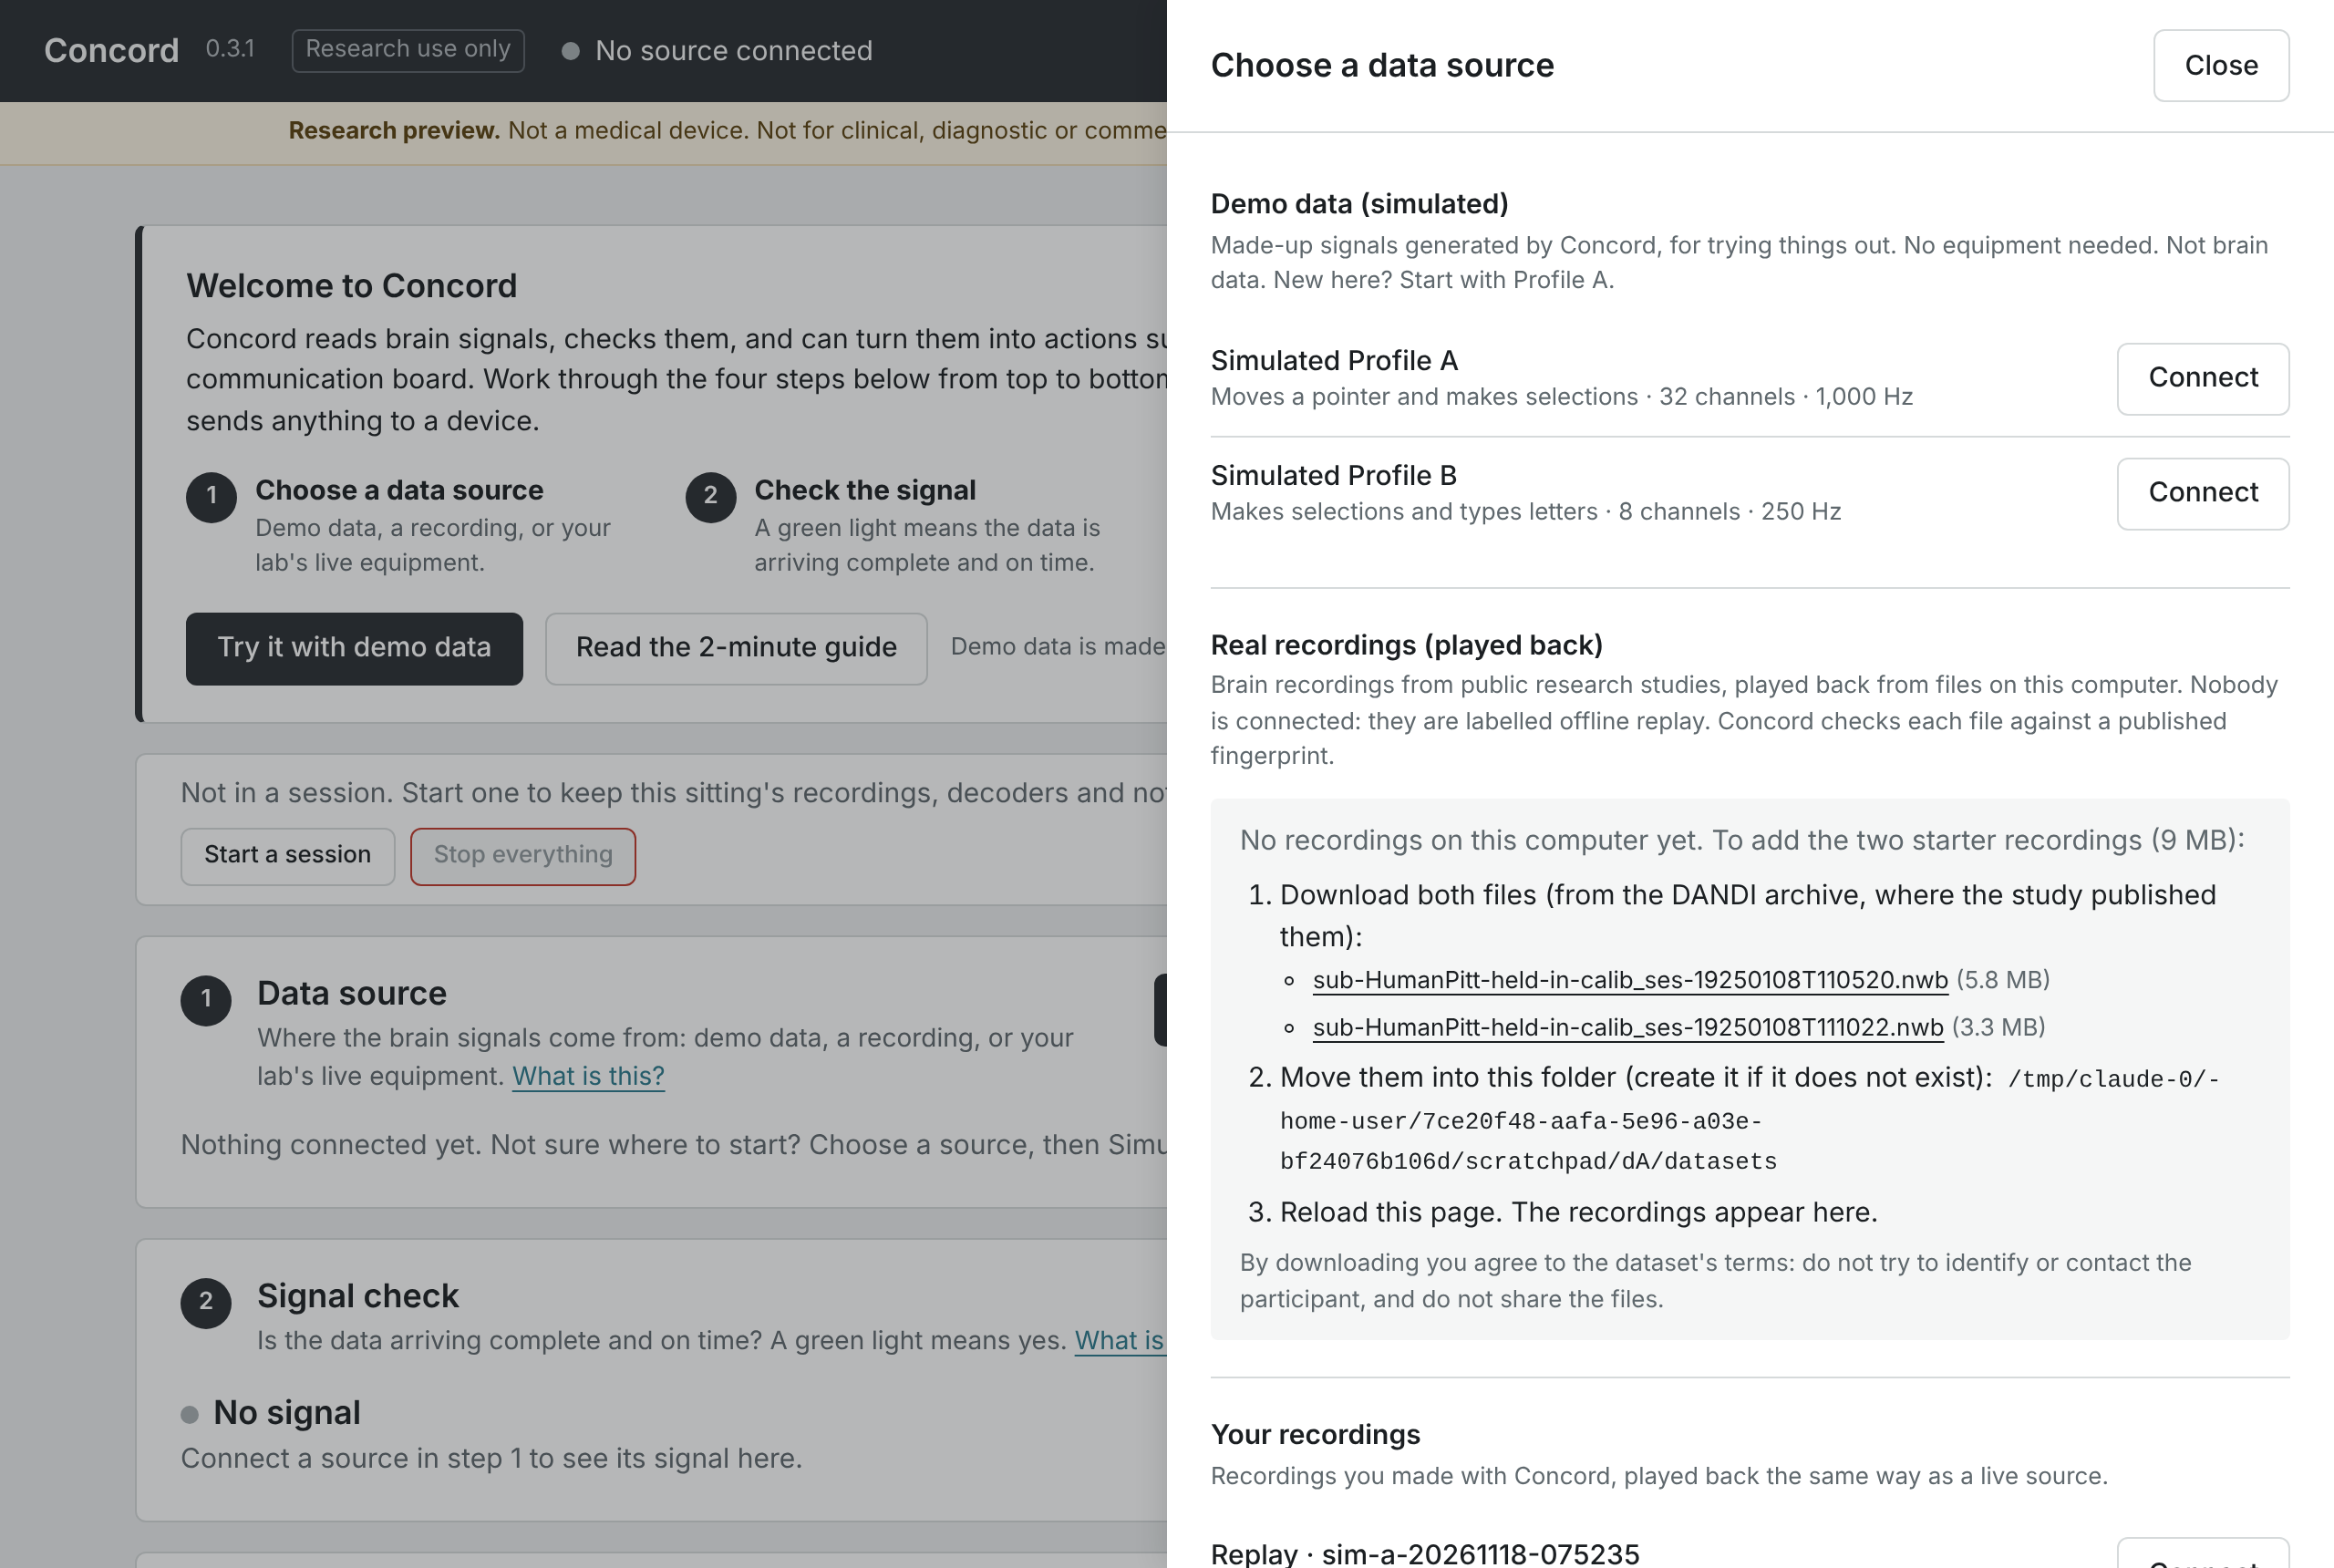 Concord 0.3.1 Research use only No source connected
Research preview. Not a medical device. Not for clinical, diagnostic or comme
Welcome to Concord
Concord reads brain signals, checks them, and can turn them into actions su
communication board. Work through the four steps below from top to bottom
sends anything to a device.
1 Choose a data source
Demo data, a recording, or your
lab's live equipment.
2 Check the signal
A green light means the data is
arriving complete and on time.
Try it with demo data Read the 2-minute guide Demo data is made
Not in a session. Start one to keep this sitting's recordings, decoders and not
Start a session Stop everything
1 Data source
Where the brain signals come from: demo data, a recording, or your
lab's live equipment. What is this?
Nothing connected yet. Not sure where to start? Choose a source, then Simu
2 Signal check
Is the data arriving complete and on time? A green light means yes. What is
No signal
Connect a source in step 1 to see its signal here.
Choose a data source Close
Demo data (simulated)
Made-up signals generated by Concord, for trying things out. No equipment needed. Not brain
data. New here? Start with Profile A.
Simulated Profile A
Moves a pointer and makes selections · 32 channels · 1,000 Hz
Connect
Simulated Profile B
Makes selections and types letters · 8 channels · 250 Hz
Connect
Real recordings (played back)
Brain recordings from public research studies, played back from files on this computer. Nobody
is connected: they are labelled offline replay. Concord checks each file against a published
fingerprint.
No recordings on this computer yet. To add the two starter recordings (9 MB):
1. Download both files (from the DANDI archive, where the study published
them):
sub-HumanPitt-held-in-calib_ses-19250108T110520.nwb (5.8 MB)
sub-HumanPitt-held-in-calib_ses-19250108T111022.nwb (3.3 MB)
2. Move them into this folder (create it if it does not exist): /tmp/claude-0/-
home-user/7ce20f48-aafa-5e96-a03e-
bf24076b106d/scratchpad/dA/datasets
3. Reload this page. The recordings appear here.
By downloading you agree to the dataset's terms: do not try to identify or contact the
participant, and do not share the files.
Your recordings
Recordings you made with Concord, played back the same way as a live source.
Replay · sim-a-20261118-075235
Connect